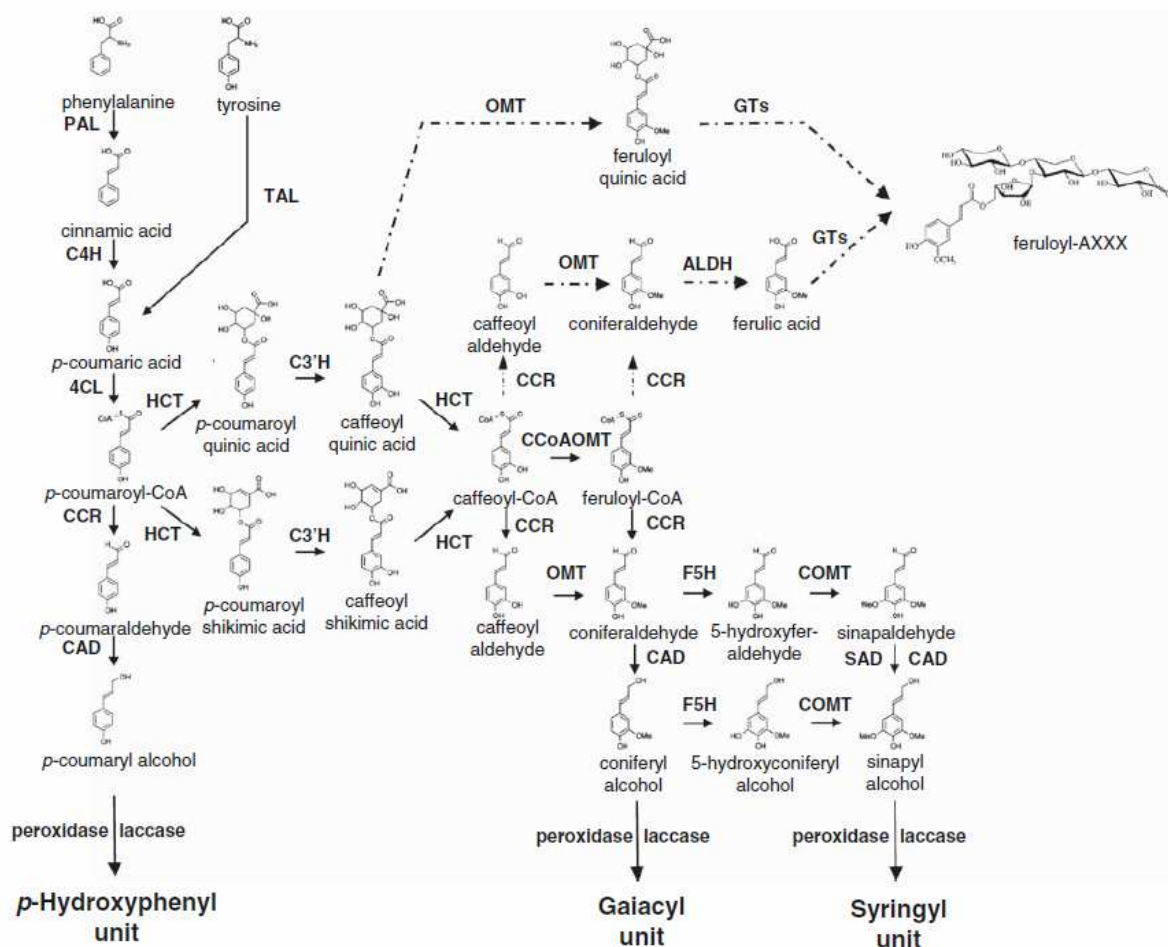 phenylalanine
tyrosine
PAL
cinnamic acid
TAL
C4H
p-coumaric acid
4CL
HCT
p-coumaroyl-CoA
CCR
HCT
p-coumaraldehyde
CAD
p-coumaryl alcohol
peroxidase laccase
p-Hydroxyphenyl
unit
p-coumaroyl
quinic acid
C3'H
caffeoyl
quinic acid
HCT
p-coumaroyl
shikimic acid
C3'H
caffeoyl
shikimic acid
HCT
OMT
feruloyl
quinic acid
GTs
feruloyl-AXXX
caffeoyl
aldehyde
OMT
coniferaldehyde
ALDH
ferulic acid
GTs
CCR
CCR
caffeoyl-CoA
CCoAOMT
feruloyl-CoA
CCR
CCR
caffeoyl
aldehyde
OMT
coniferaldehyde
F5H
5-hydroxyfer-
aldehyde
COMT
sinapaldehyde
CAD
SAD CAD
coniferyl
alcohol
F5H
5-hydroxyconiferyl
alcohol
COMT
sinapyl
alcohol
peroxidase laccase
peroxidase laccase
Gaiacyl
unit
Syringyl
unit